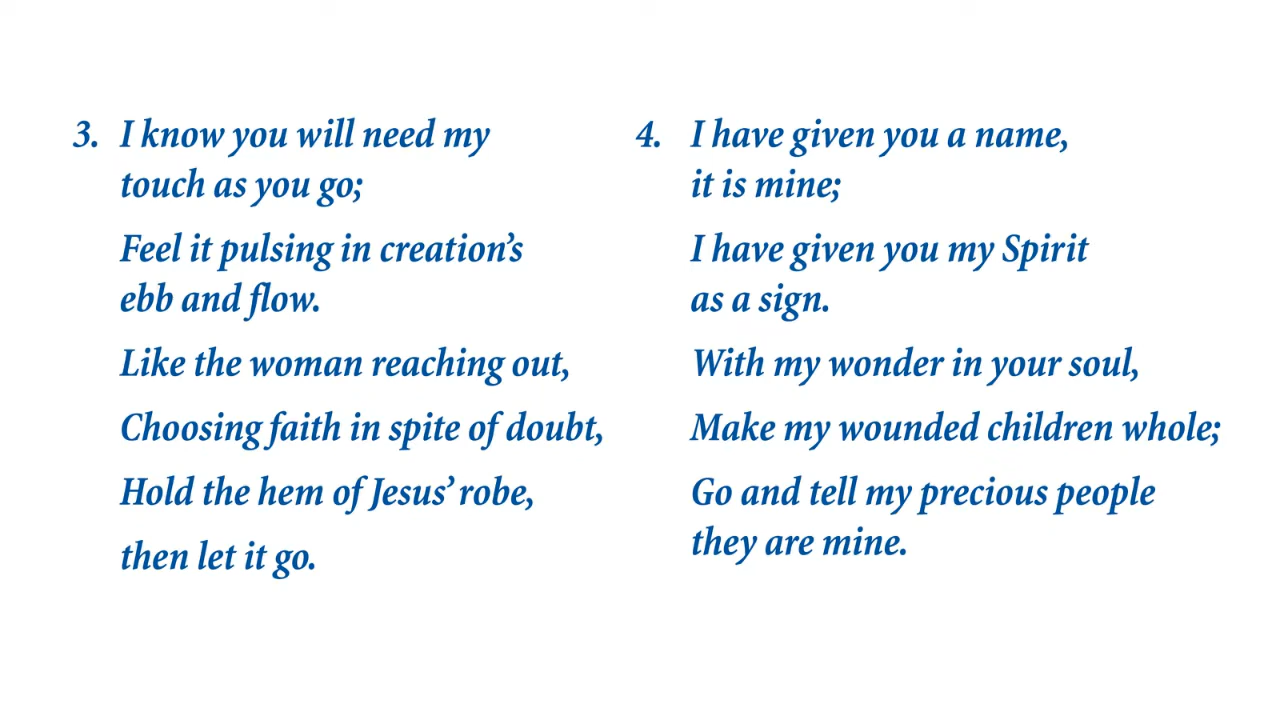 3. I know you will need my
touch as you go;
Feel it pulsing in creation’s
ebb and flow.
Like the woman reaching out,
Choosing faith in spite of doubt,
Hold the hem of Jesus’ robe,
then let it go.
4. I have given you a name,
it is mine;
I have given you my Spirit
as a sign.
With my wonder in your soul,
Make my wounded children whole;
Go and tell my precious people
they are mine.